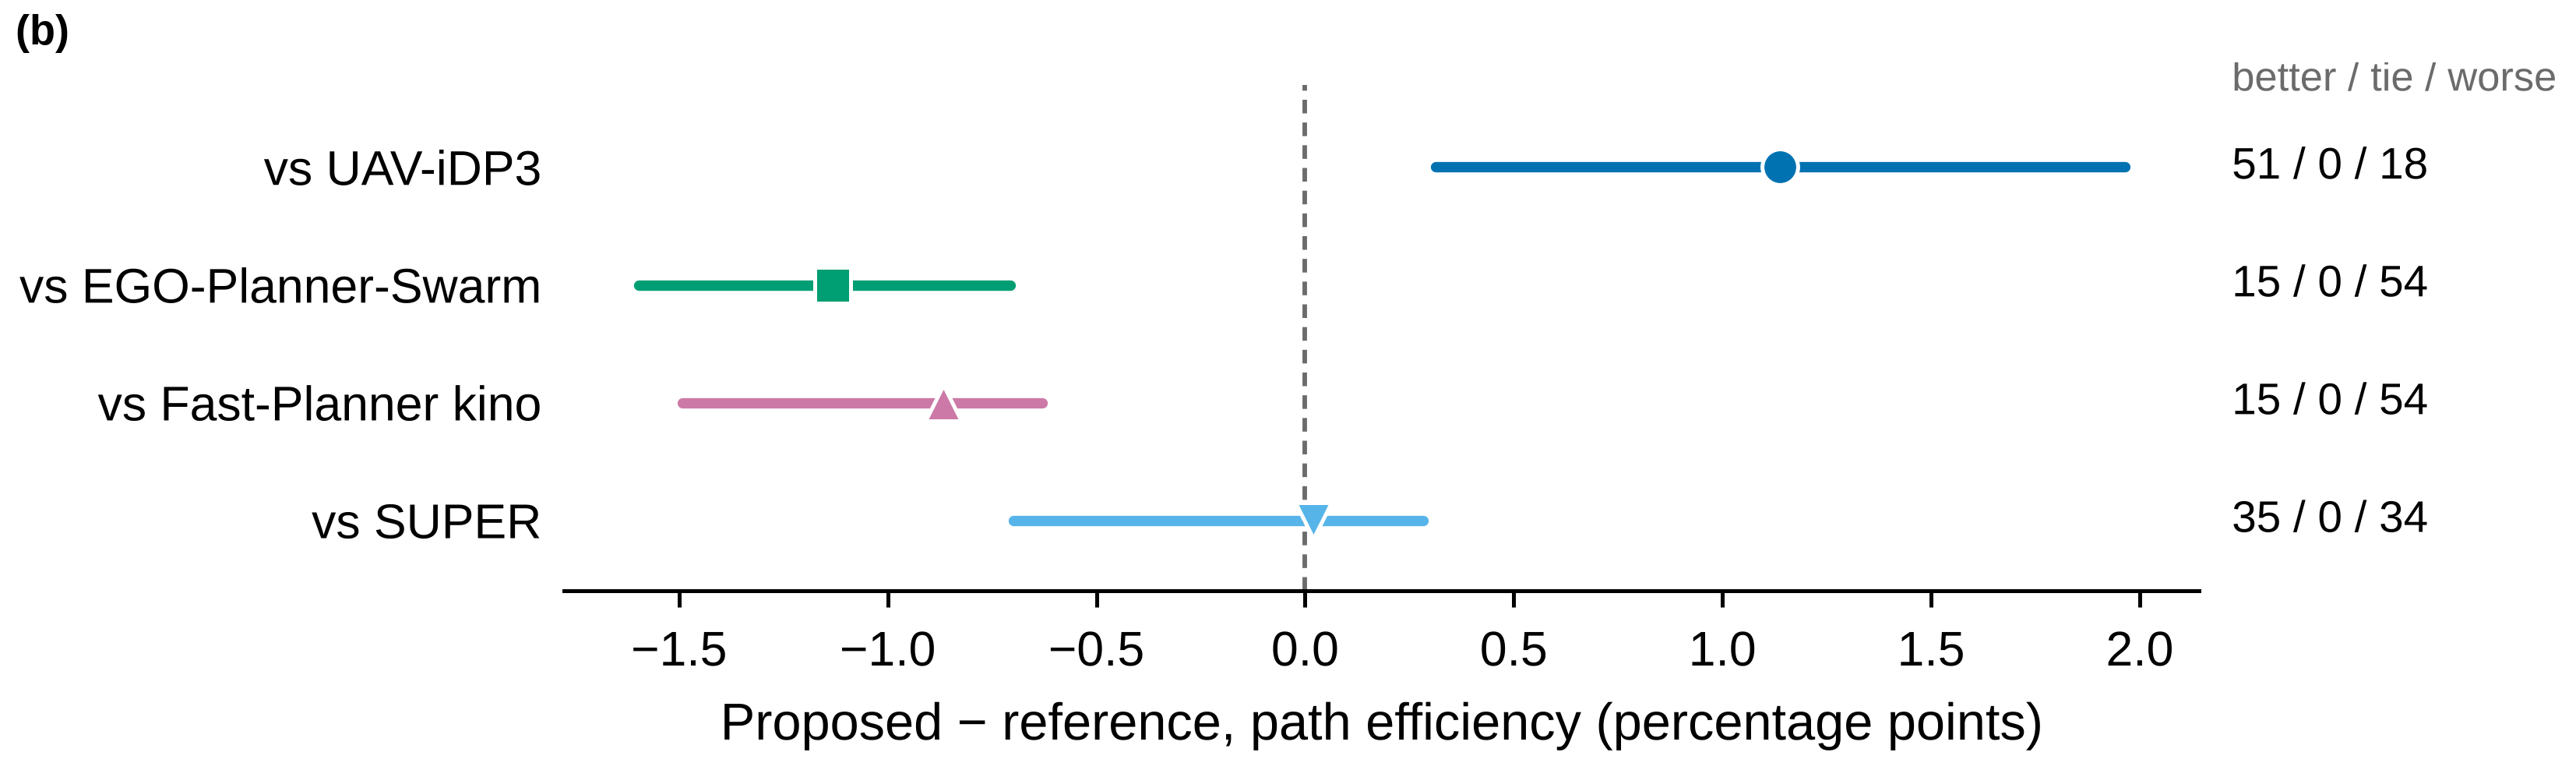 (b)
better / tie / worse
vs UAV-iDP3 51 / 0 / 18
vs EGO-Planner-Swarm 15 / 0 / 54
vs Fast-Planner kino 15 / 0 / 54
vs SUPER 35 / 0 / 34
−1.5 −1.0 −0.5 0.0 0.5 1.0 1.5 2.0
Proposed − reference, path efficiency (percentage points)